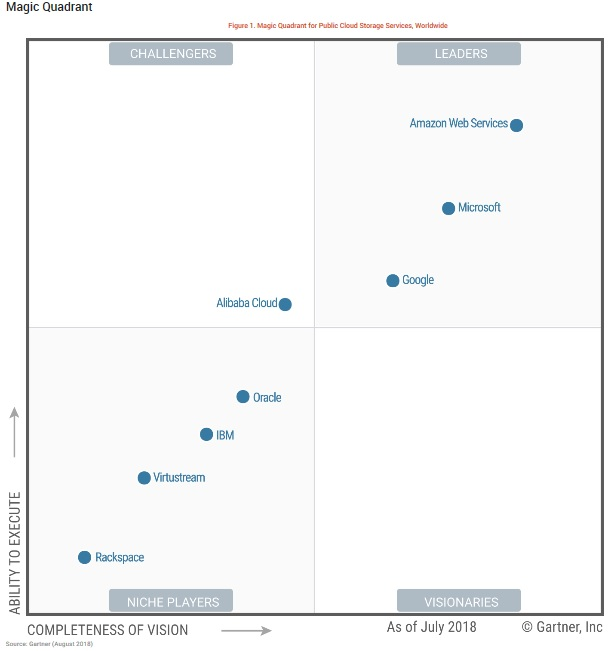 Magic Quadrant
Figure 1. Magic Quadrant for Public Cloud Storage Services, Worldwide
CHALLENGERS
LEADERS
Amazon Web Services
Microsoft
Google
Alibaba Cloud
Oracle
IBM
Virtustream
Rackspace
NICHE PLAYERS
VISIONARIES
ABILITY TO EXECUTE
COMPLETENESS OF VISION
As of July 2018
© Gartner, Inc
Source: Gartner (August 2018)